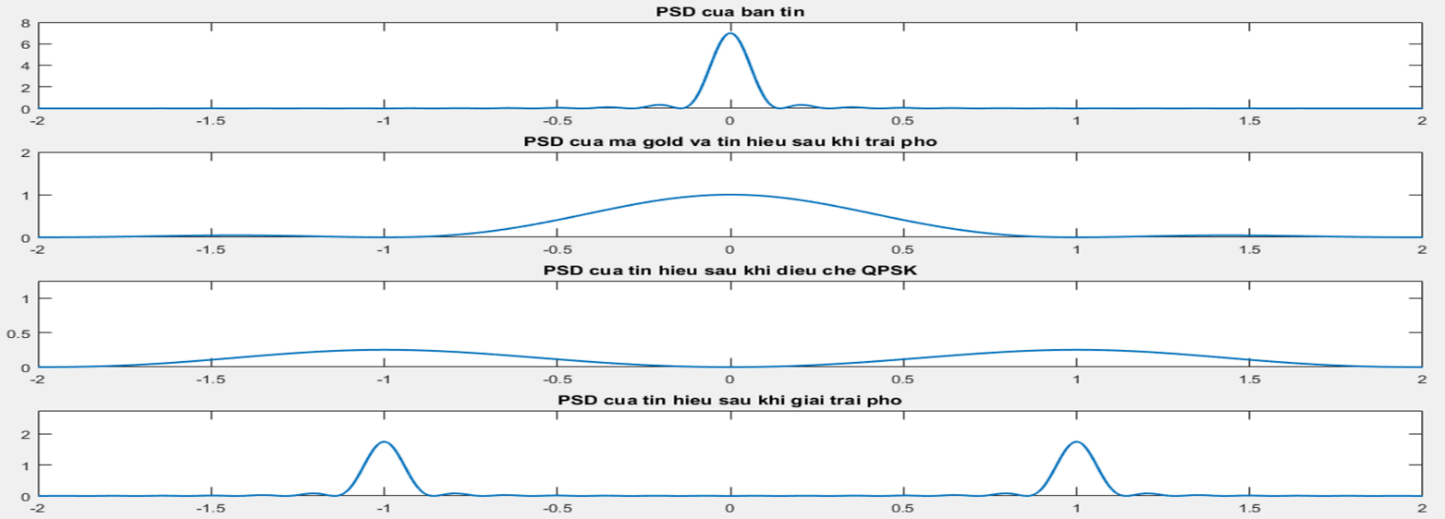 PSD cua ban tin
8
6
4
2
0
-2 -1.5 -1 -0.5 0 0.5 1 1.5 2
PSD cua ma gold va tin hieu sau khi trai pho
2
1
0
-2 -1.5 -1 -0.5 0 0.5 1 1.5 2
PSD cua tin hieu sau khi dieu che QPSK
1
0.5
0
-2 -1.5 -1 -0.5 0 0.5 1 1.5 2
PSD cua tin hieu sau khi giai trai pho
2
1
0
-2 -1.5 -1 -0.5 0 0.5 1 1.5 2